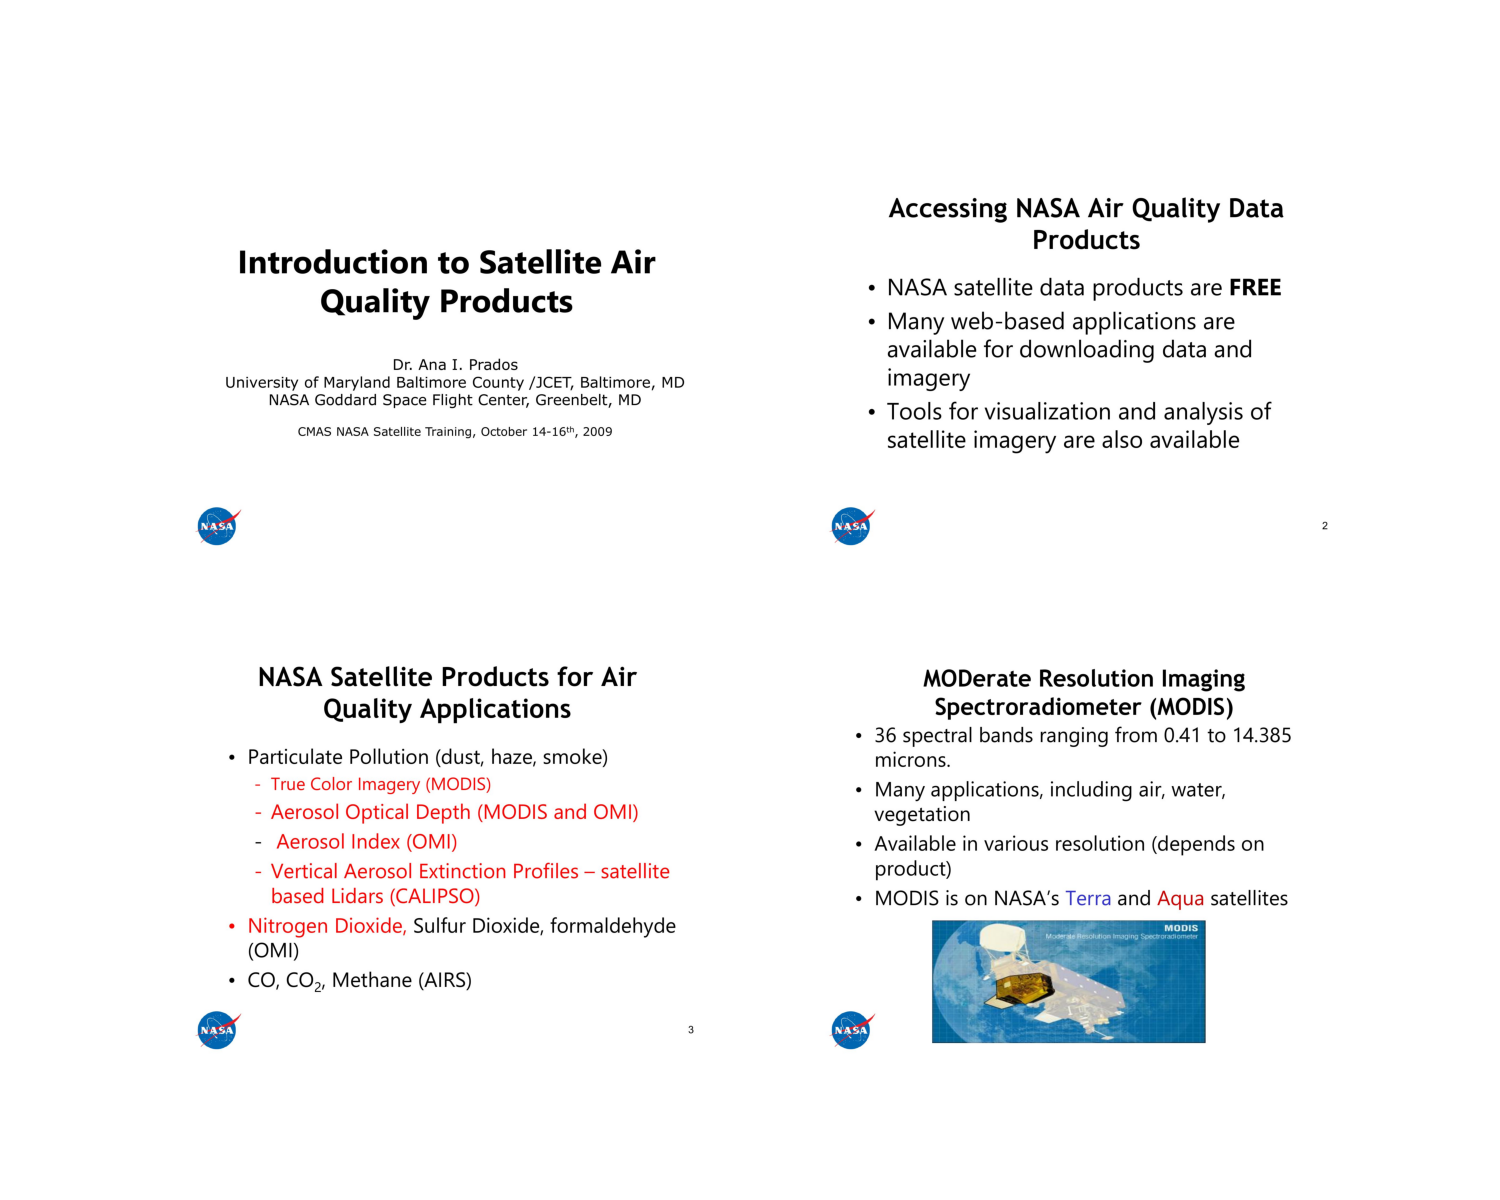 Introduction to Satellite Air
Quality Products
Dr. Ana I. Prados
University of Maryland Baltimore County /JCET, Baltimore, MD
NASA Goddard Space Flight Center, Greenbelt, MD
CMAS NASA Satellite Training, October 14-16th, 2009
NASA
Accessing NASA Air Quality Data
Products
• NASA satellite data products are FREE
• Many web-based applications are
available for downloading data and
imagery
• Tools for visualization and analysis of
satellite imagery are also available
NASA
2
NASA Satellite Products for Air
Quality Applications
• Particulate Pollution (dust, haze, smoke)
- True Color Imagery (MODIS)
- Aerosol Optical Depth (MODIS and OMI)
- Aerosol Index (OMI)
- Vertical Aerosol Extinction Profiles – satellite
based Lidars (CALIPSO)
• Nitrogen Dioxide, Sulfur Dioxide, formaldehyde
(OMI)
• CO, CO₂, Methane (AIRS)
NASA
3
MODerate Resolution Imaging
Spectroradiometer (MODIS)
• 36 spectral bands ranging from 0.41 to 14.385
microns.
• Many applications, including air, water,
vegetation
• Available in various resolution (depends on
product)
• MODIS is on NASA's Terra and Aqua satellites
MODIS
Moderate Resolution Imaging Spectroradiometer
NASA